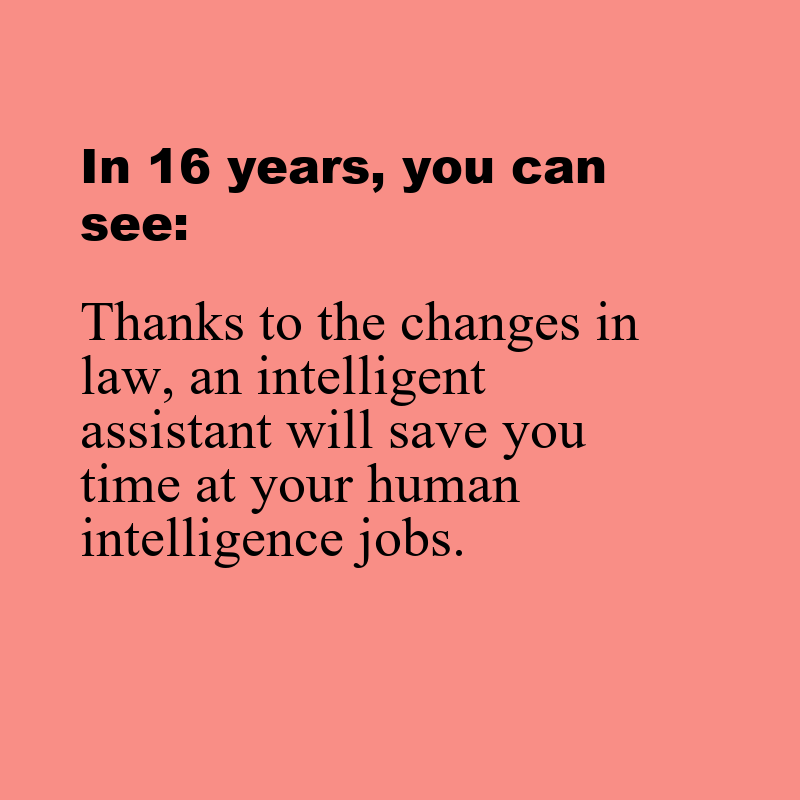 In 16 years, you can
see:
Thanks to the changes in
law, an intelligent
assistant will save you
time at your human
intelligence jobs.